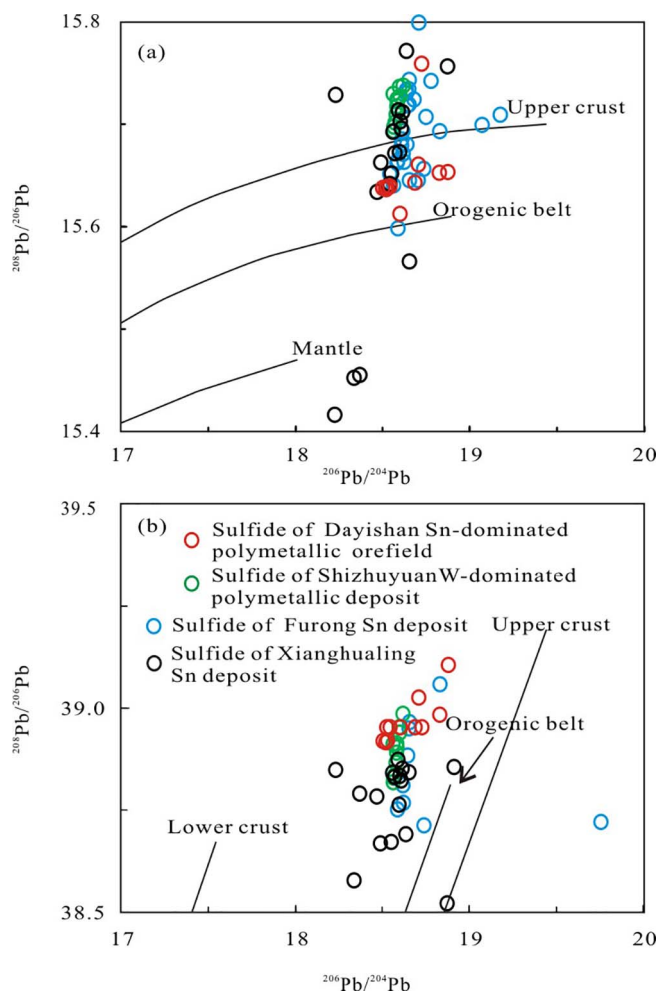 15.8
(a)
Upper crust
15.6
Orogenic belt
²⁰⁸Pb/²⁰⁶Pb
Mantle
15.4
17
18
19
20
²⁰⁶Pb/²⁰⁴Pb
39.5
(b)
Sulfide of Dayishan Sn-dominated
polymetallic orefield
Sulfide of Shizhuyuan W-dominated
polymetallic deposit
Sulfide of Furong Sn deposit
Upper crust
Sulfide of Xianghualing
Sn deposit
²⁰⁸Pb/²⁰⁶Pb
39.0
Orogenic belt
Lower crust
38.5
17
18
19
20
²⁰⁶Pb/²⁰⁴Pb